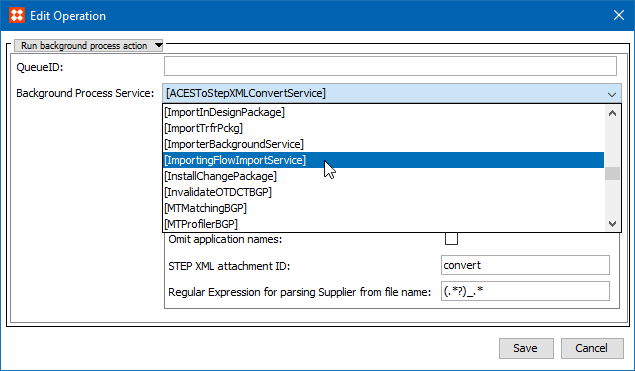 Edit Operation
Run background process action
QueueID:
Background Process Service: [ACESToStepXMLConvertService]
[ImportInDesignPackage]
[ImportTrfrPckg]
[ImporterBackgroundService]
[ImportingFlowImportService]
[InstallChangePackage]
[InvalidateOTDCTBGP]
[MTMatchingBGP]
[MTProfilerBGP]
Omit application names:
STEP XML attachment ID: convert
Regular Expression for parsing Supplier from file name: (.*?)_.*
Save Cancel